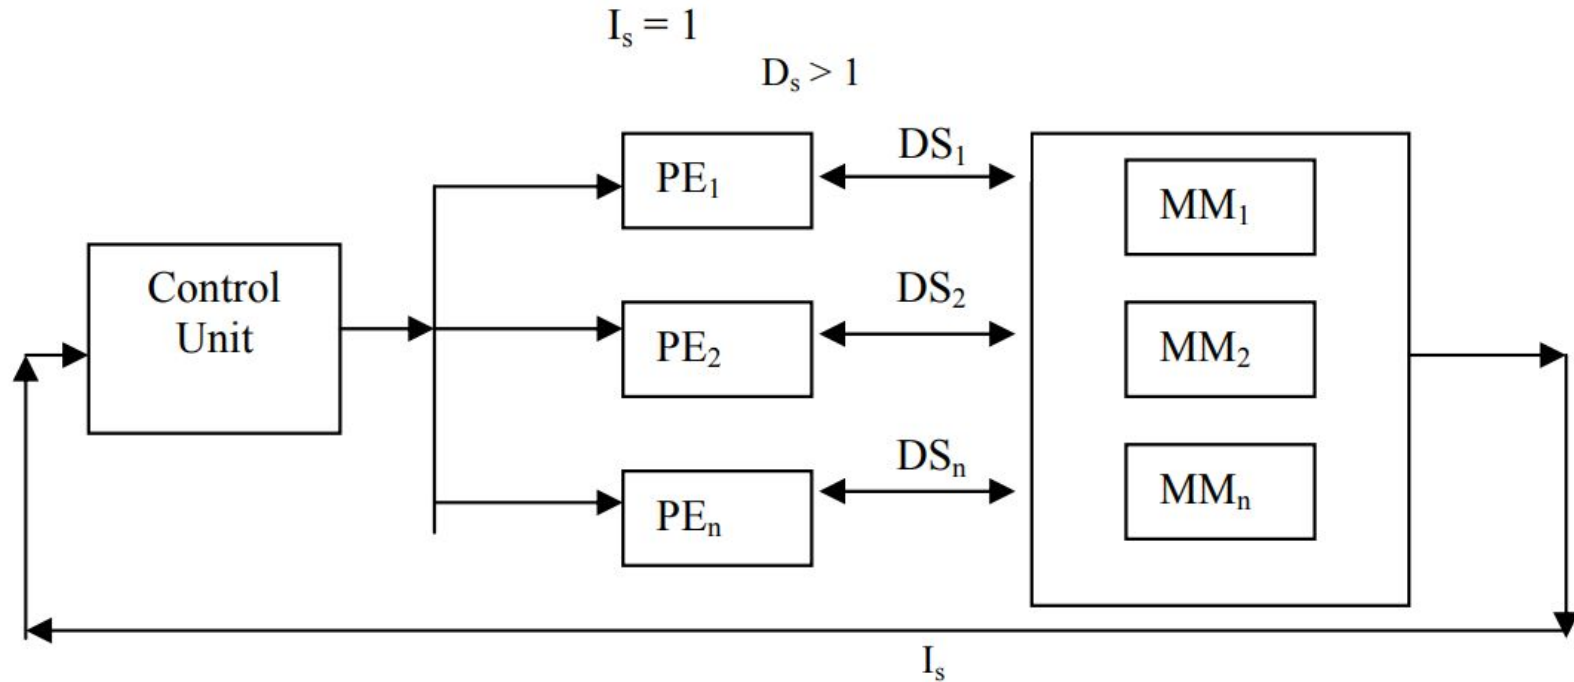 Iₛ = 1
Dₛ > 1
DS₁
PE₁
MM₁
Control
Unit
DS₂
PE₂
MM₂
DSₙ
PEₙ
MMₙ
Iₛ